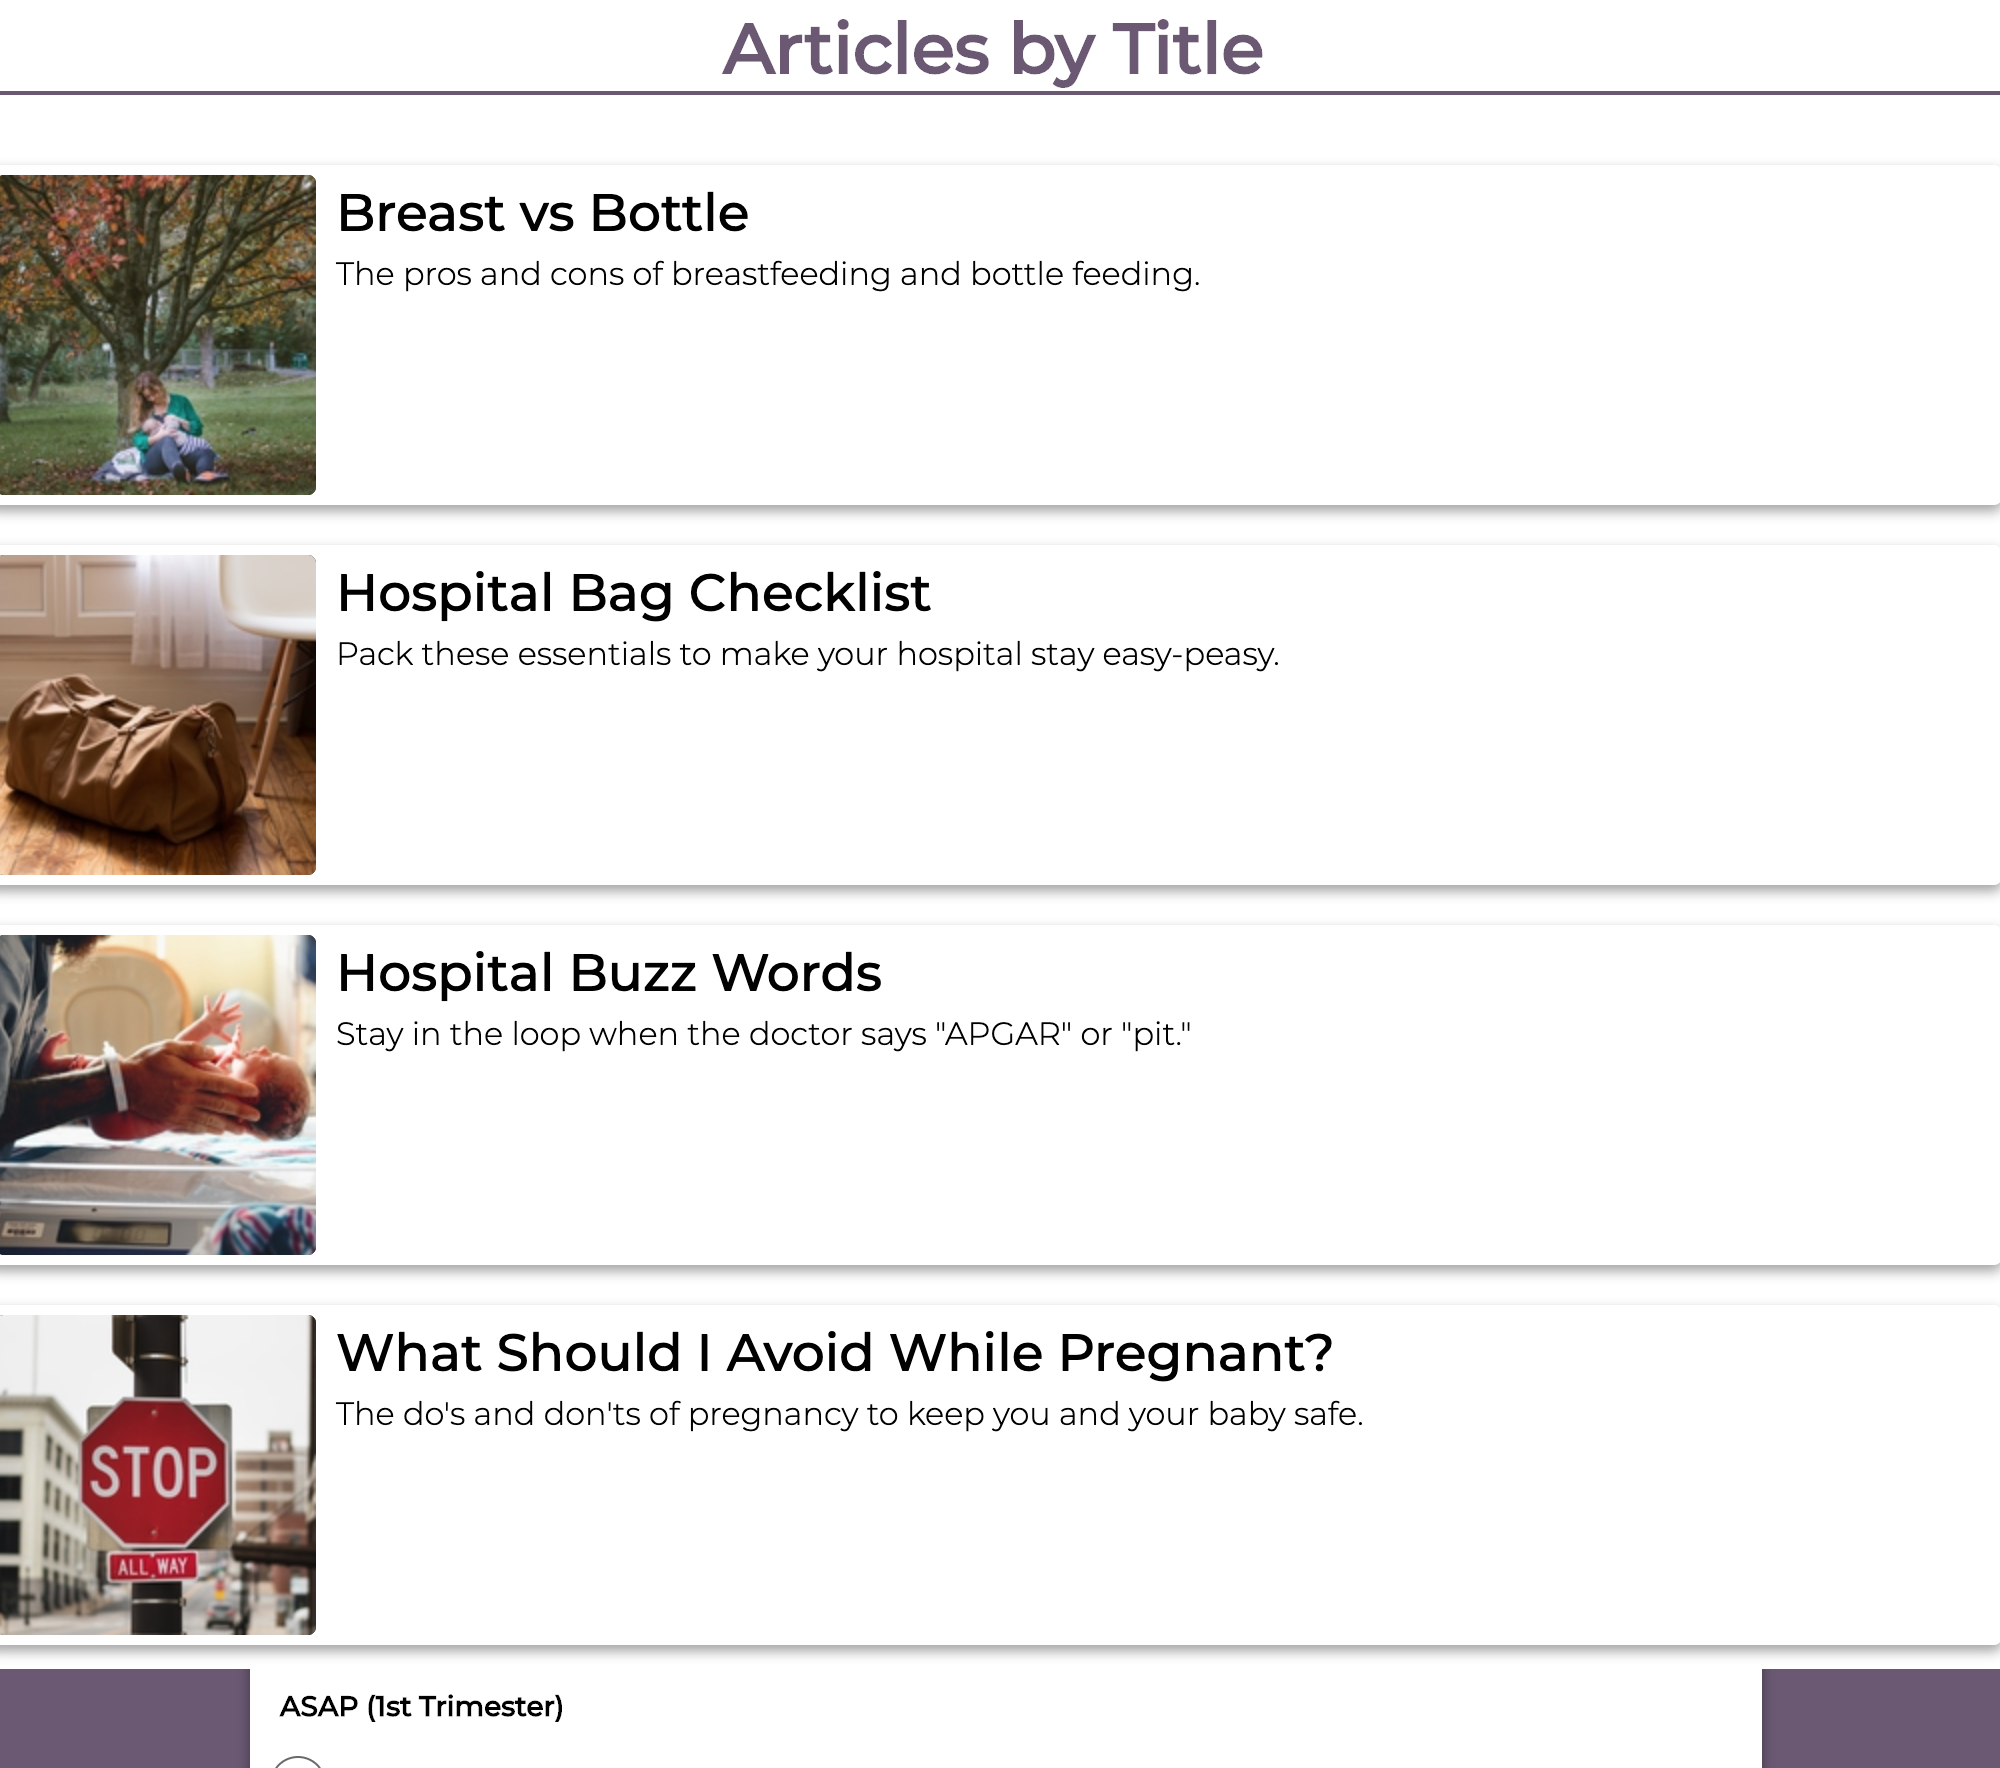 Articles by Title
Breast vs Bottle
The pros and cons of breastfeeding and bottle feeding.
Hospital Bag Checklist
Pack these essentials to make your hospital stay easy-peasy.
Hospital Buzz Words
Stay in the loop when the doctor says "APGAR" or "pit."
What Should I Avoid While Pregnant?
The do's and don'ts of pregnancy to keep you and your baby safe.
STOP
ALL WAY
ASAP (1st Trimester)